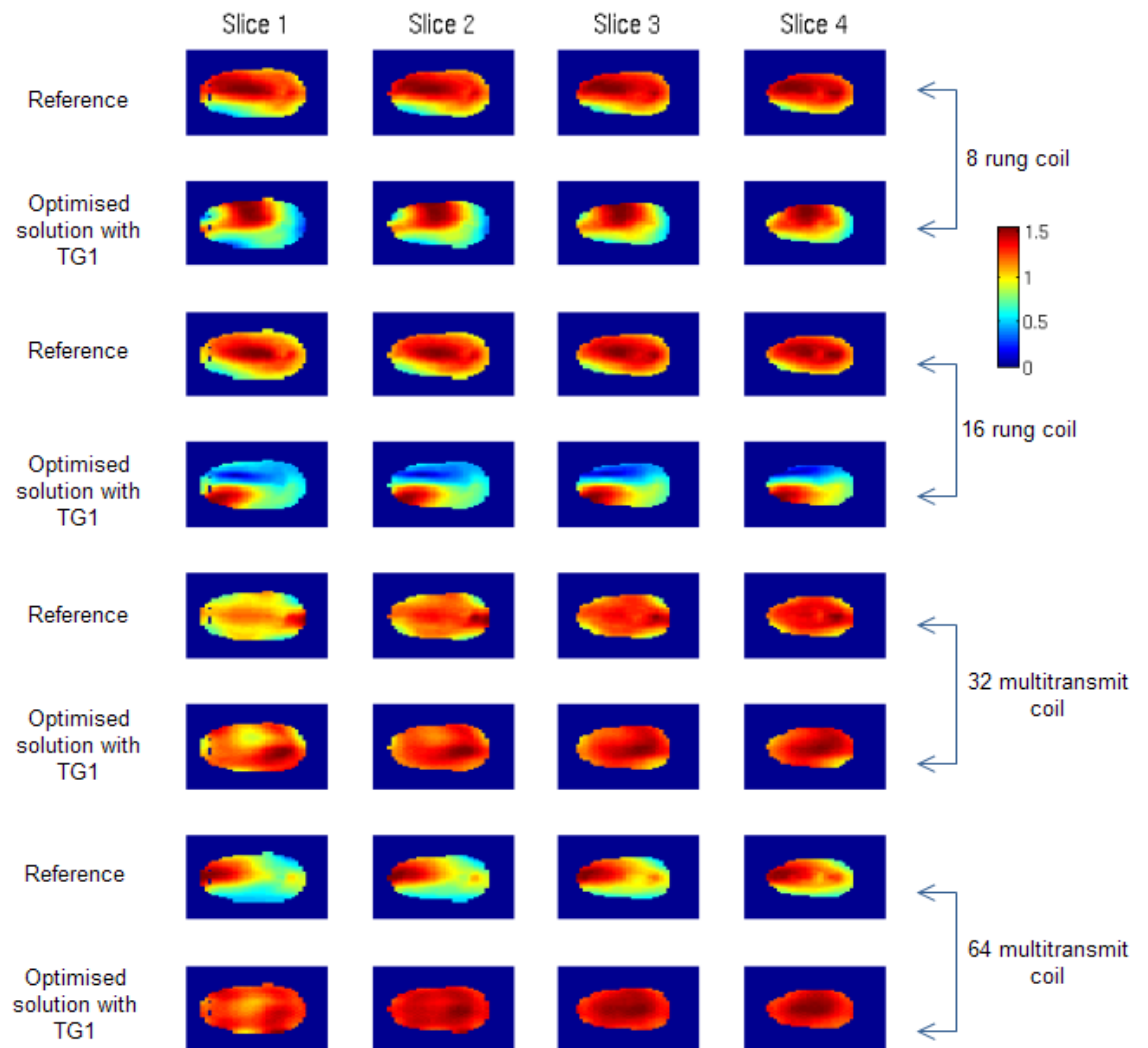 Slice 1 Slice 2 Slice 3 Slice 4
Reference
8 rung coil
Optimised
solution with
TG1
1.5
1
0.5
0
Reference
16 rung coil
Optimised
solution with
TG1
Reference
32 multitransmit
coil
Optimised
solution with
TG1
Reference
64 multitransmit
coil
Optimised
solution with
TG1